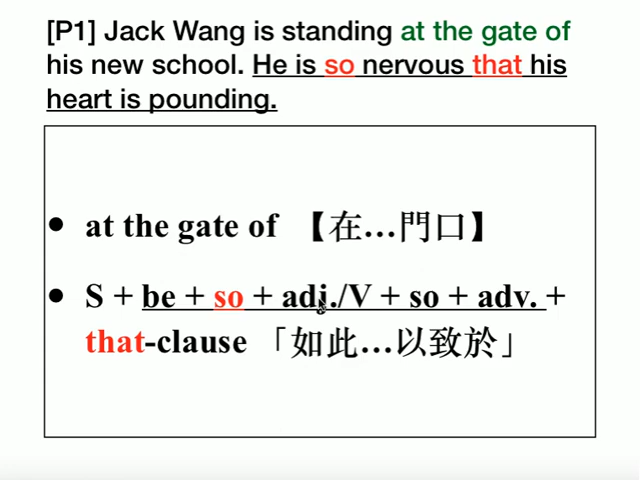 [P1] Jack Wang is standing at the gate of
his new school. He is so nervous that his
heart is pounding.
• at the gate of 【在…門口】
• S + be + so + adj./V + so + adv. +
that-clause 「如此…以致於」